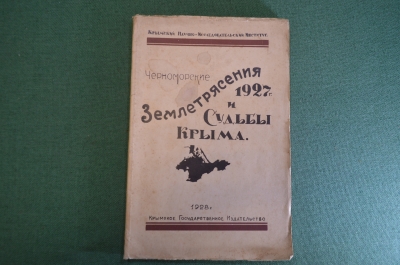 Крымский Научно-Исследовательский Институт
Черноморские
Землетрясения
1927 г.
и
Судьбы
Крыма.
1928 г.
Крымское Государственное Издательство